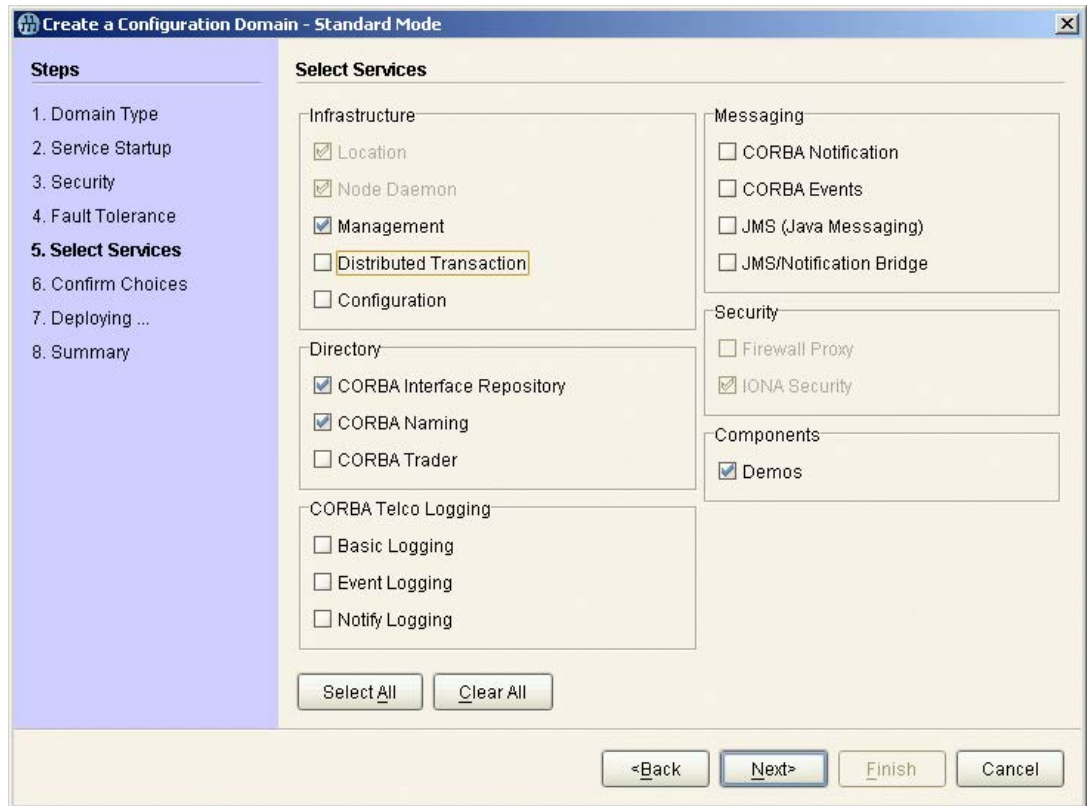 Create a Configuration Domain - Standard Mode
Steps
1. Domain Type
2. Service Startup
3. Security
4. Fault Tolerance
5. Select Services
6. Confirm Choices
7. Deploying ...
8. Summary
Select Services
Infrastructure
Location
Node Daemon
Management
Distributed Transaction
Configuration
Directory
CORBA Interface Repository
CORBA Naming
CORBA Trader
CORBA Telco Logging
Basic Logging
Event Logging
Notify Logging
Messaging
CORBA Notification
CORBA Events
JMS (Java Messaging)
JMS/Notification Bridge
Security
Firewall Proxy
IONA Security
Components
Demos
Select All
Clear All
<Back
Next>
Finish
Cancel